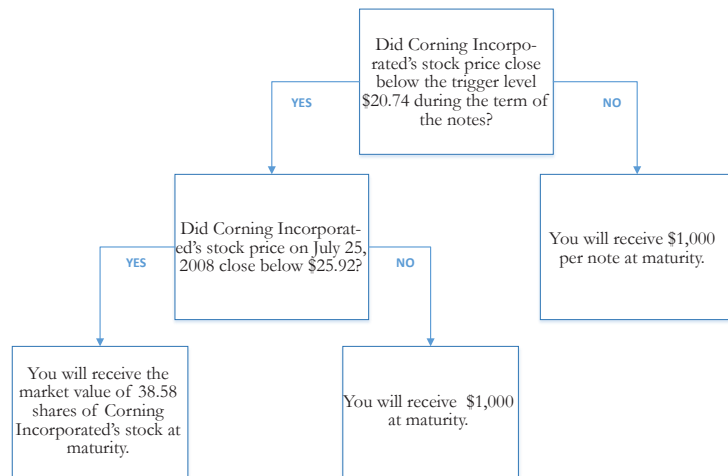 Did Corning Incorpo-
rated's stock price close
below the trigger level
$20.74 during the term of
the notes?
YES
NO
Did Corning Incorporat-
ed's stock price on July 25,
2008 close below $25.92?
You will receive $1,000
per note at maturity.
YES
NO
You will receive the
market value of 38.58
shares of Corning
Incorporated's stock at
maturity.
You will receive $1,000
at maturity.